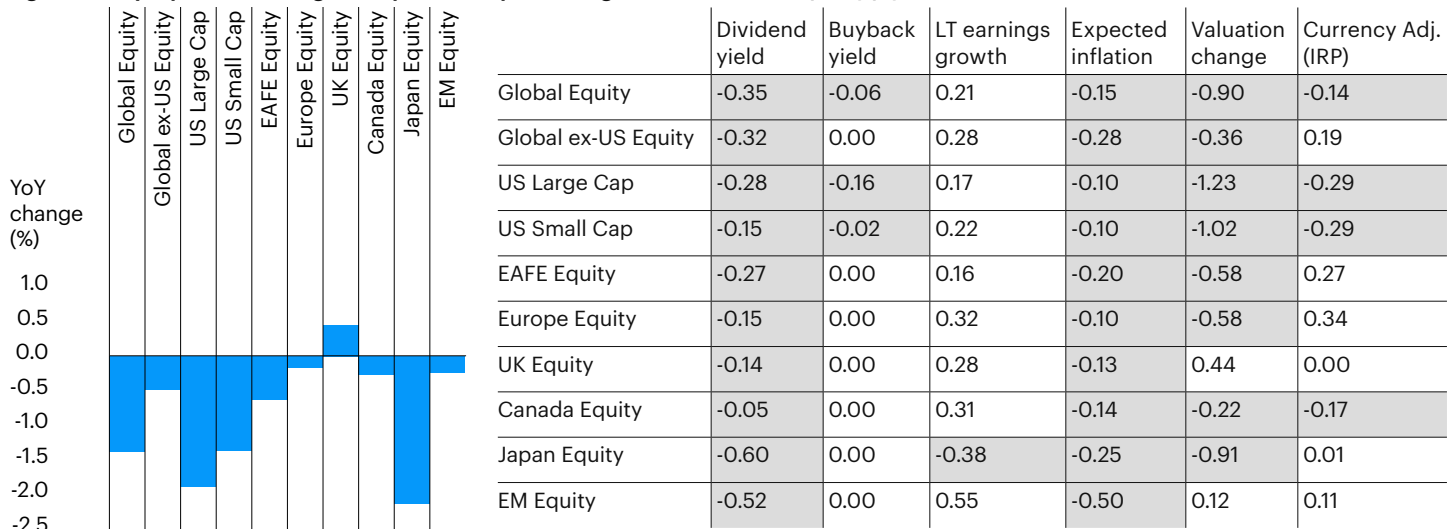 Global Equity
Global ex-US Equity
US Large Cap
US Small Cap
EAFE Equity
Europe Equity
UK Equity
Canada Equity
Japan Equity
EM Equity
YoY
change
(%)
1.0
0.5
0.0
-0.5
-1.0
-1.5
-2.0
-2.5
Dividend yield Buyback yield LT earnings growth Expected inflation Valuation change Currency Adj. (IRP)
Global Equity -0.35 -0.06 0.21 -0.15 -0.90 -0.14
Global ex-US Equity -0.32 0.00 0.28 -0.28 -0.36 0.19
US Large Cap -0.28 -0.16 0.17 -0.10 -1.23 -0.29
US Small Cap -0.15 -0.02 0.22 -0.10 -1.02 -0.29
EAFE Equity -0.27 0.00 0.16 -0.20 -0.58 0.27
Europe Equity -0.15 0.00 0.32 -0.10 -0.58 0.34
UK Equity -0.14 0.00 0.28 -0.13 0.44 0.00
Canada Equity -0.05 0.00 0.31 -0.14 -0.22 -0.17
Japan Equity -0.60 0.00 -0.38 -0.25 -0.91 0.01
EM Equity -0.52 0.00 0.55 -0.50 0.12 0.11